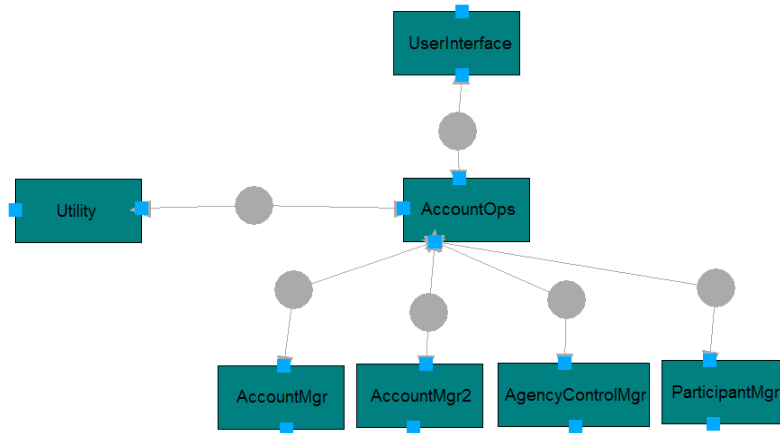 UserInterface
Utility
AccountOps
AccountMgr
AccountMgr2
AgencyControlMgr
ParticipantMgr